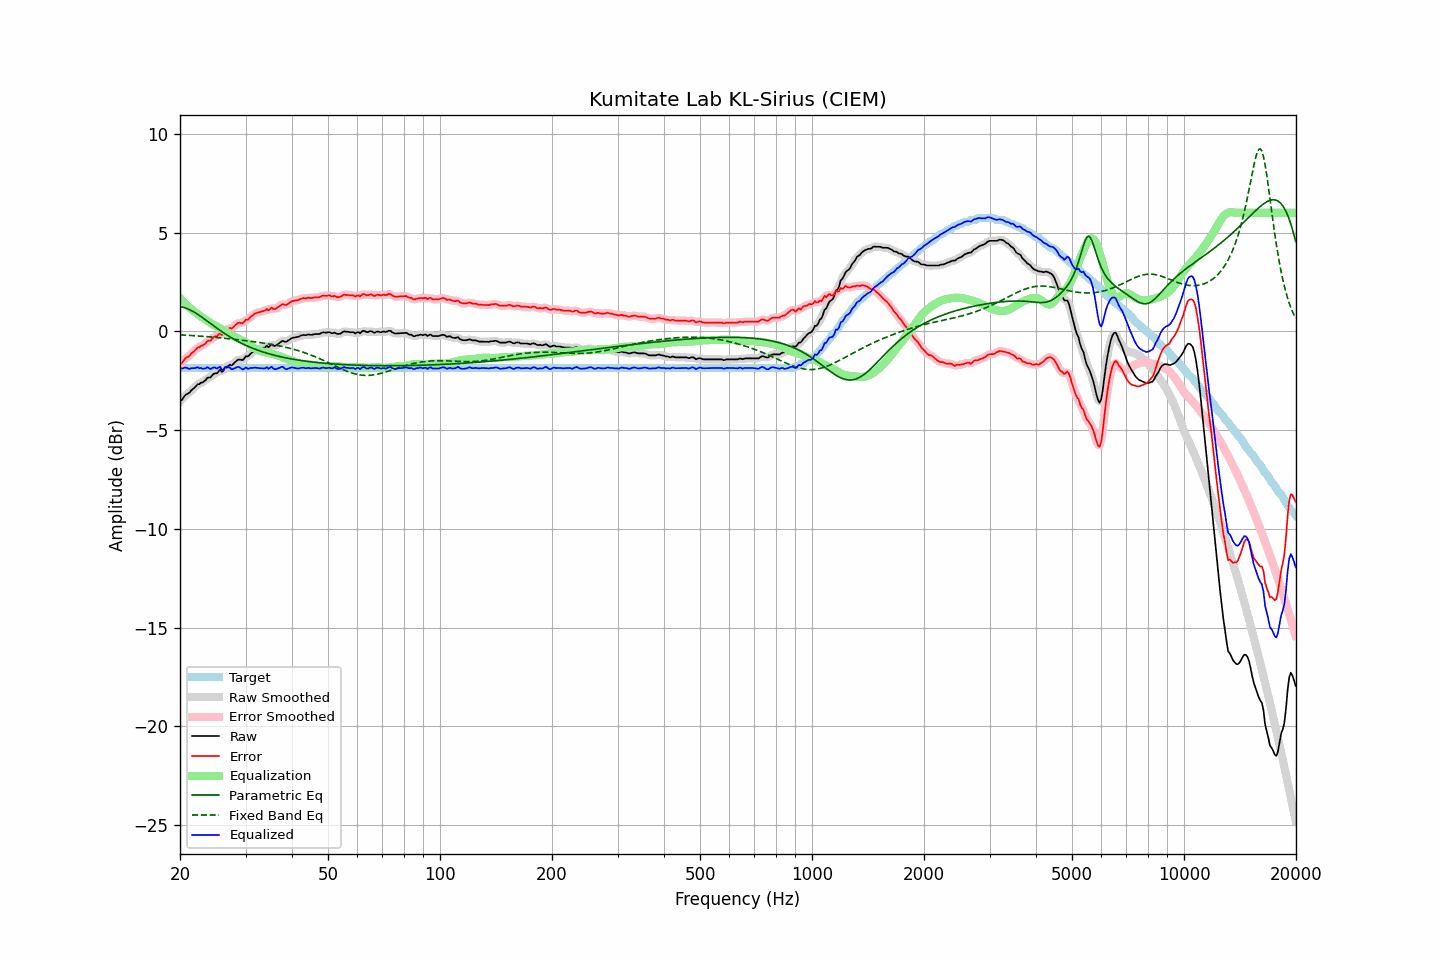 Kumitate Lab KL-Sirius (CIEM)
10
5
0
−5
−10
−15
−20
−25
Amplitude (dBr)
Target
Raw Smoothed
Error Smoothed
Raw
Error
Equalization
Parametric Eq
Fixed Band Eq
Equalized
20
50
100
200
500
1000
2000
5000
10000
20000
Frequency (Hz)